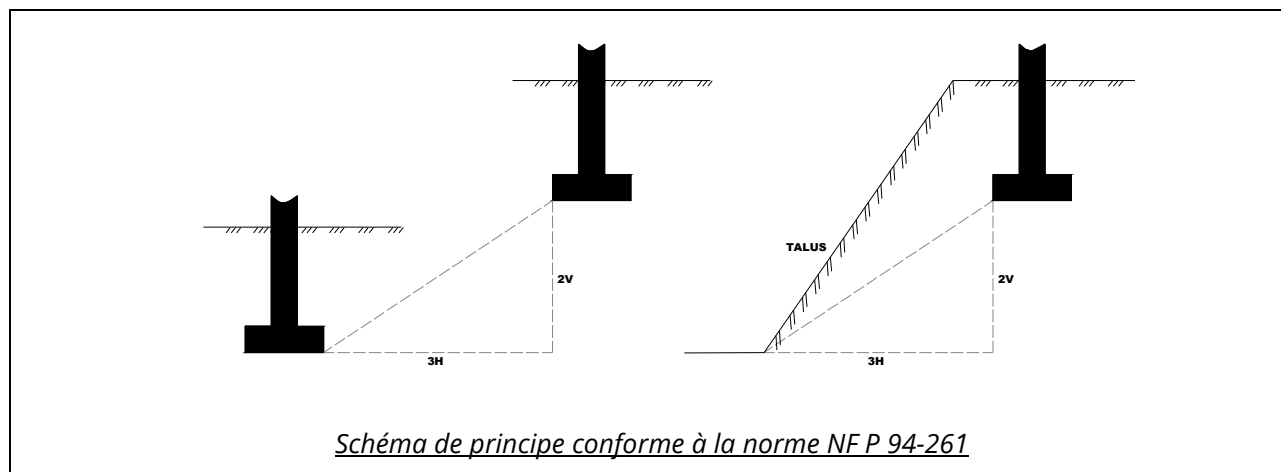 TALUS
2V
2V
3H
3H
Schéma de principe conforme à la norme NF P 94-261